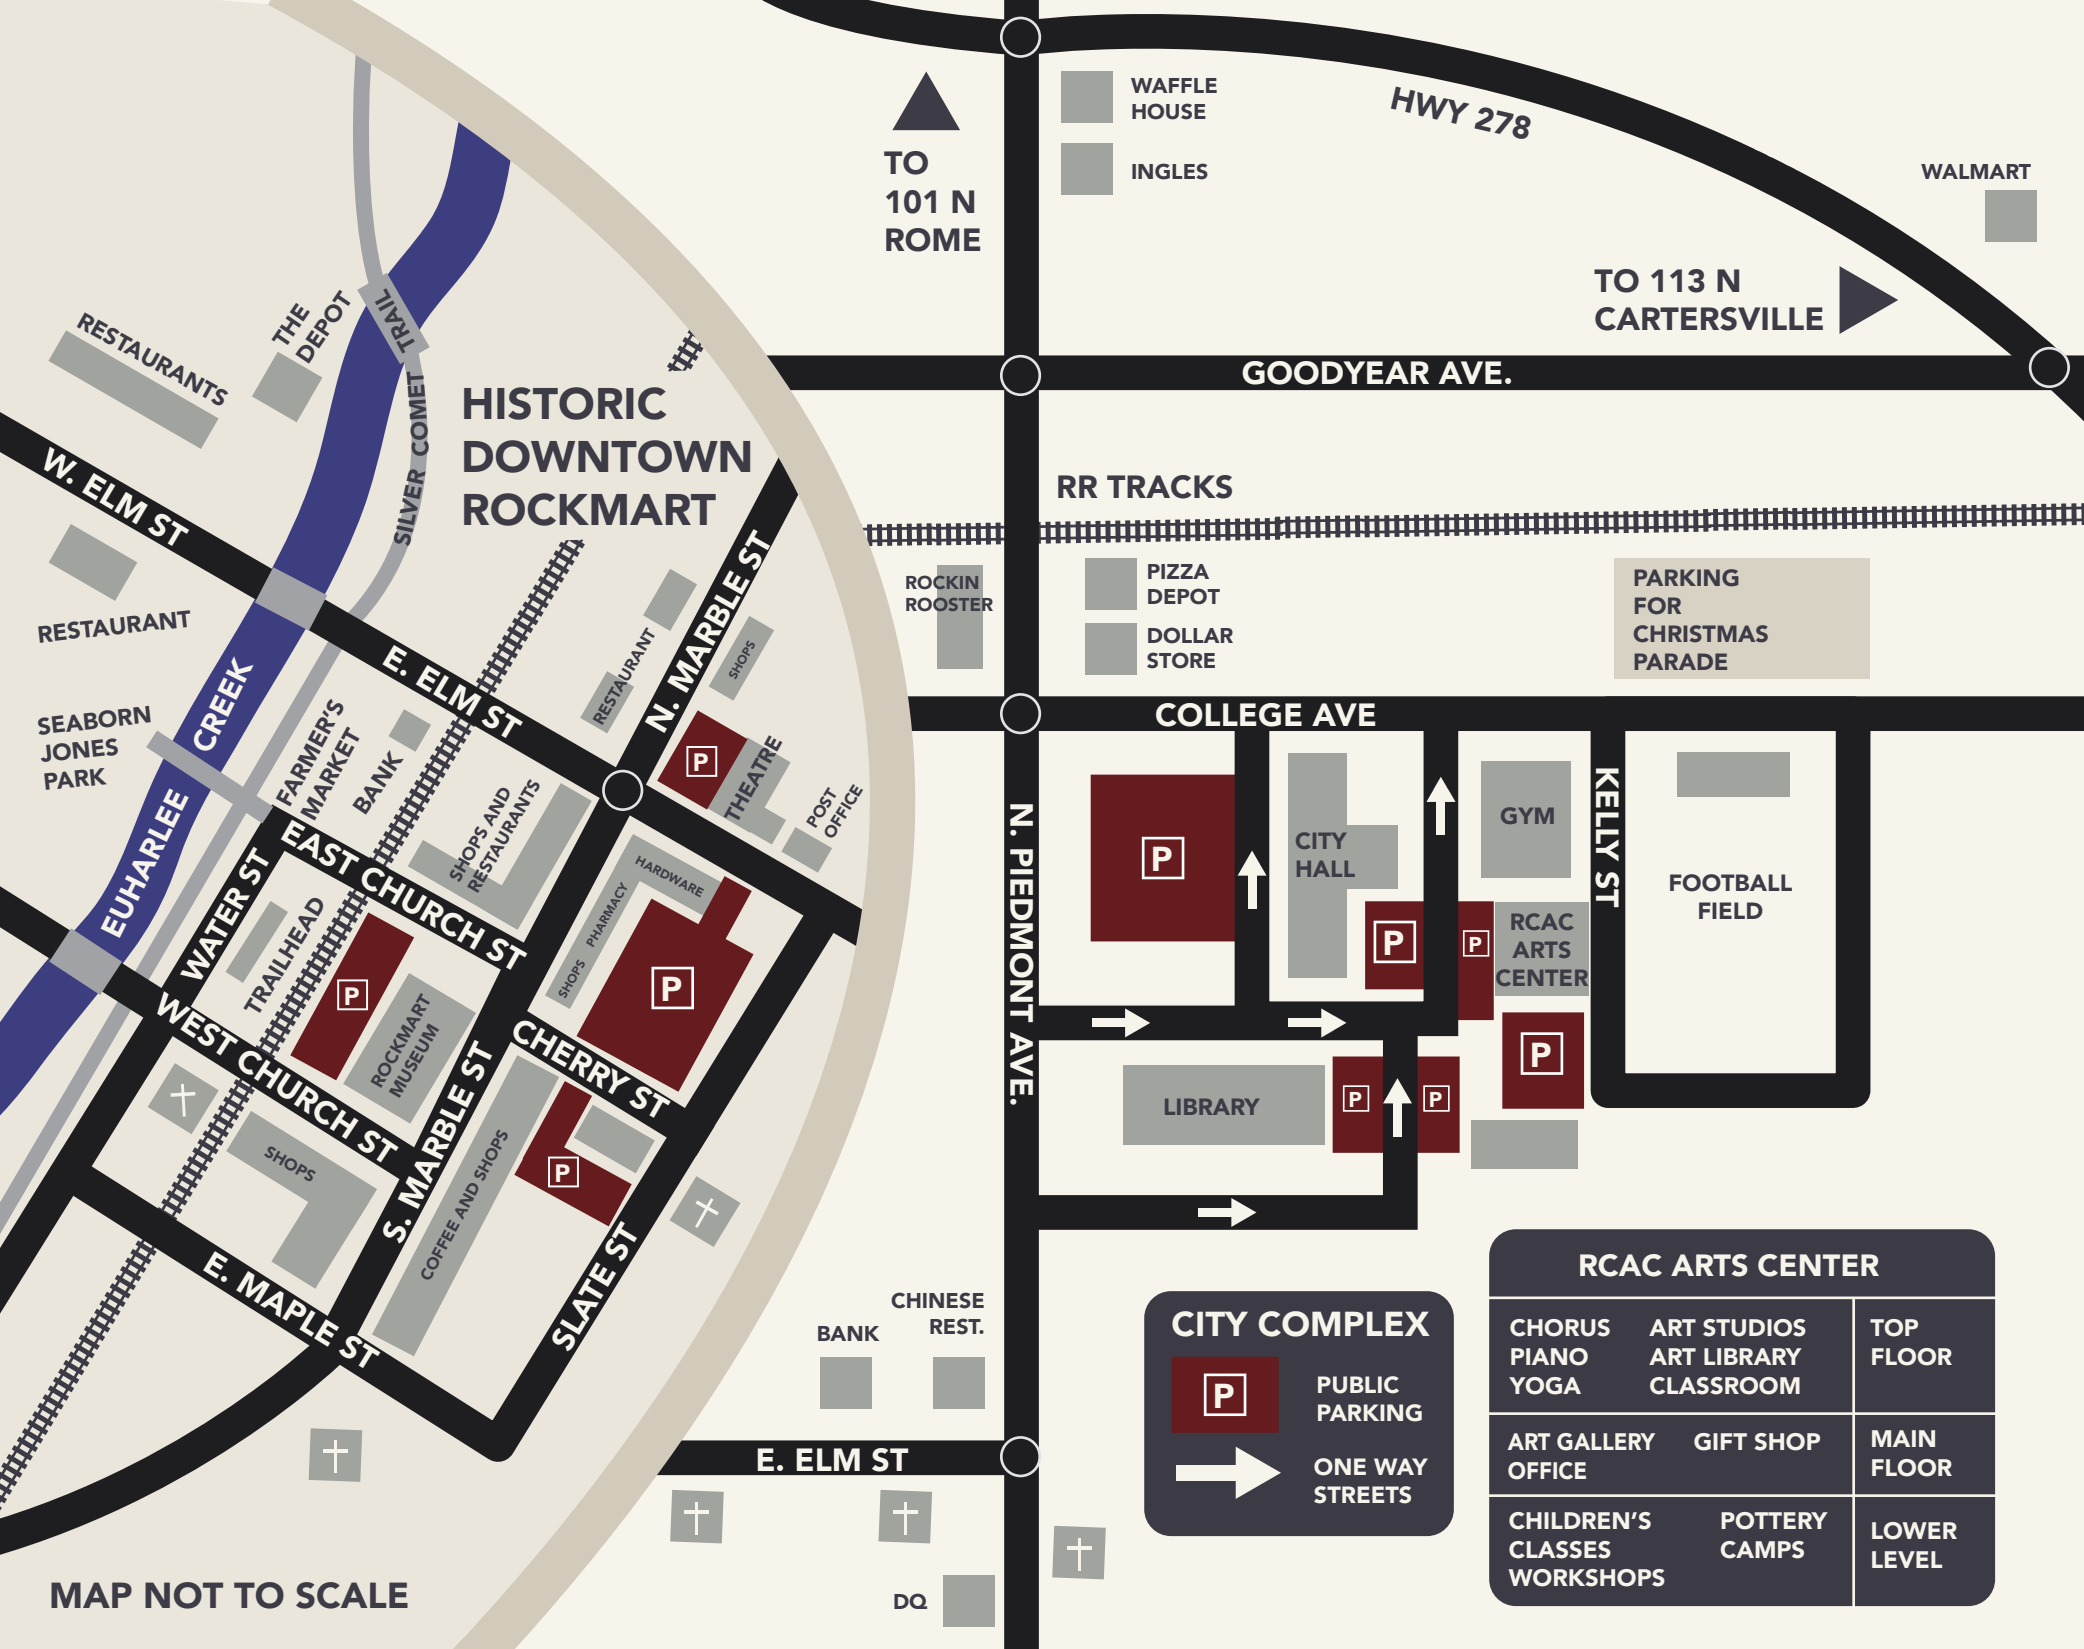 WAFFLE
HOUSE
INGLES
HWY 278
WALMART
TO
101 N
ROME
TO 113 N
CARTERSVILLE
GOODYEAR AVE.
RR TRACKS
ROCKIN
ROOSTER
PIZZA
DEPOT
DOLLAR
STORE
PARKING
FOR
CHRISTMAS
PARADE
COLLEGE AVE
N. PIEDMONT AVE.
P
CITY
HALL
P
P
GYM
RCAC
ARTS
CENTER
P
KELLY ST
FOOTBALL
FIELD
LIBRARY
P
P
HISTORIC
DOWNTOWN
ROCKMART
RESTAURANTS
THE
DEPOT
TRAIL
SILVER COMET
W. ELM ST
RESTAURANT
SEABORN
JONES
PARK
EUHARLEE CREEK
E. ELM ST
FARMER'S
MARKET
BANK
RESTAURANT
N. MARBLE ST
SHOPS
P
THEATRE
POST
OFFICE
SHOPS AND
RESTAURANTS
EAST CHURCH ST
WATER ST
TRAILHEAD
P
ROCKMART
MUSEUM
HARDWARE
PHARMACY
SHOPS
P
WEST CHURCH ST
CHERRY ST
SHOPS
S. MARBLE ST
COFFEE AND SHOPS
P
E. MAPLE ST
SLATE ST
MAP NOT TO SCALE
BANK
CHINESE
REST.
E. ELM ST
DQ
CITY COMPLEX
P
PUBLIC
PARKING
ONE WAY
STREETS
RCAC ARTS CENTER
CHORUS ART STUDIOS TOP
PIANO ART LIBRARY FLOOR
YOGA CLASSROOM
ART GALLERY GIFT SHOP MAIN
OFFICE FLOOR
CHILDREN'S POTTERY LOWER
CLASSES CAMPS LEVEL
WORKSHOPS